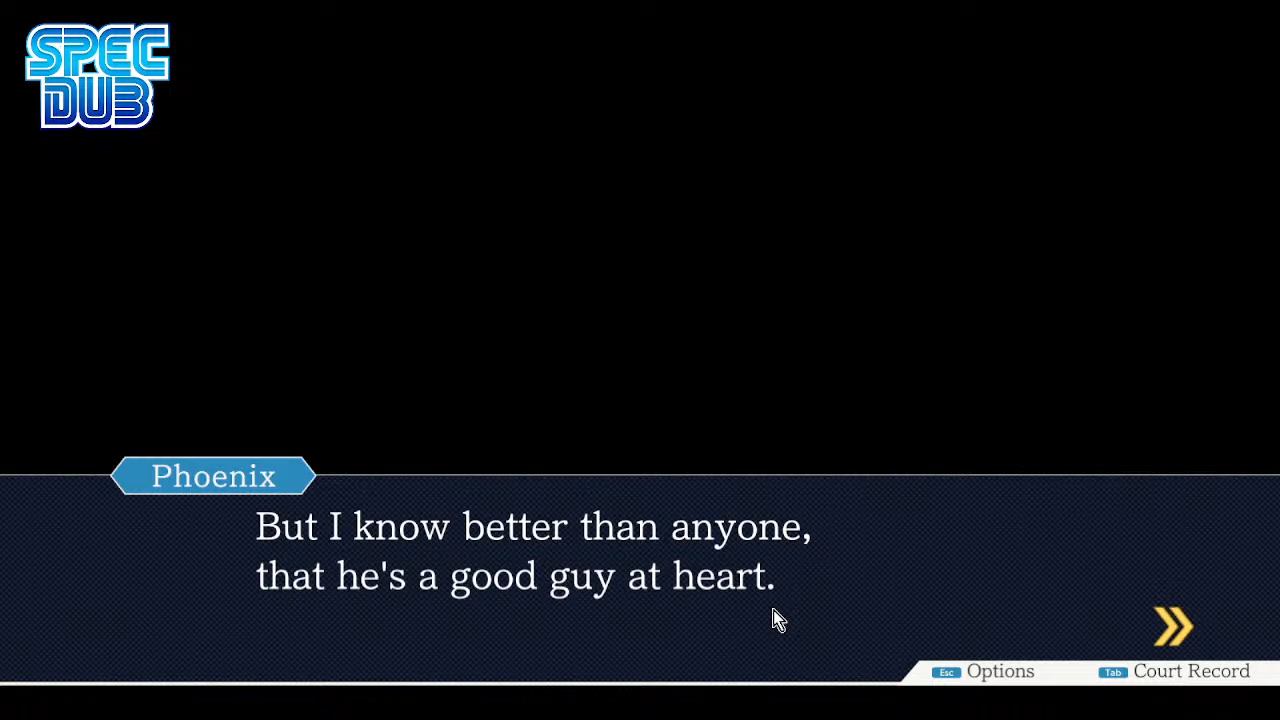 SPEC
DUB
Phoenix
But I know better than anyone,
that he's a good guy at heart.
Esc Options Tab Court Record